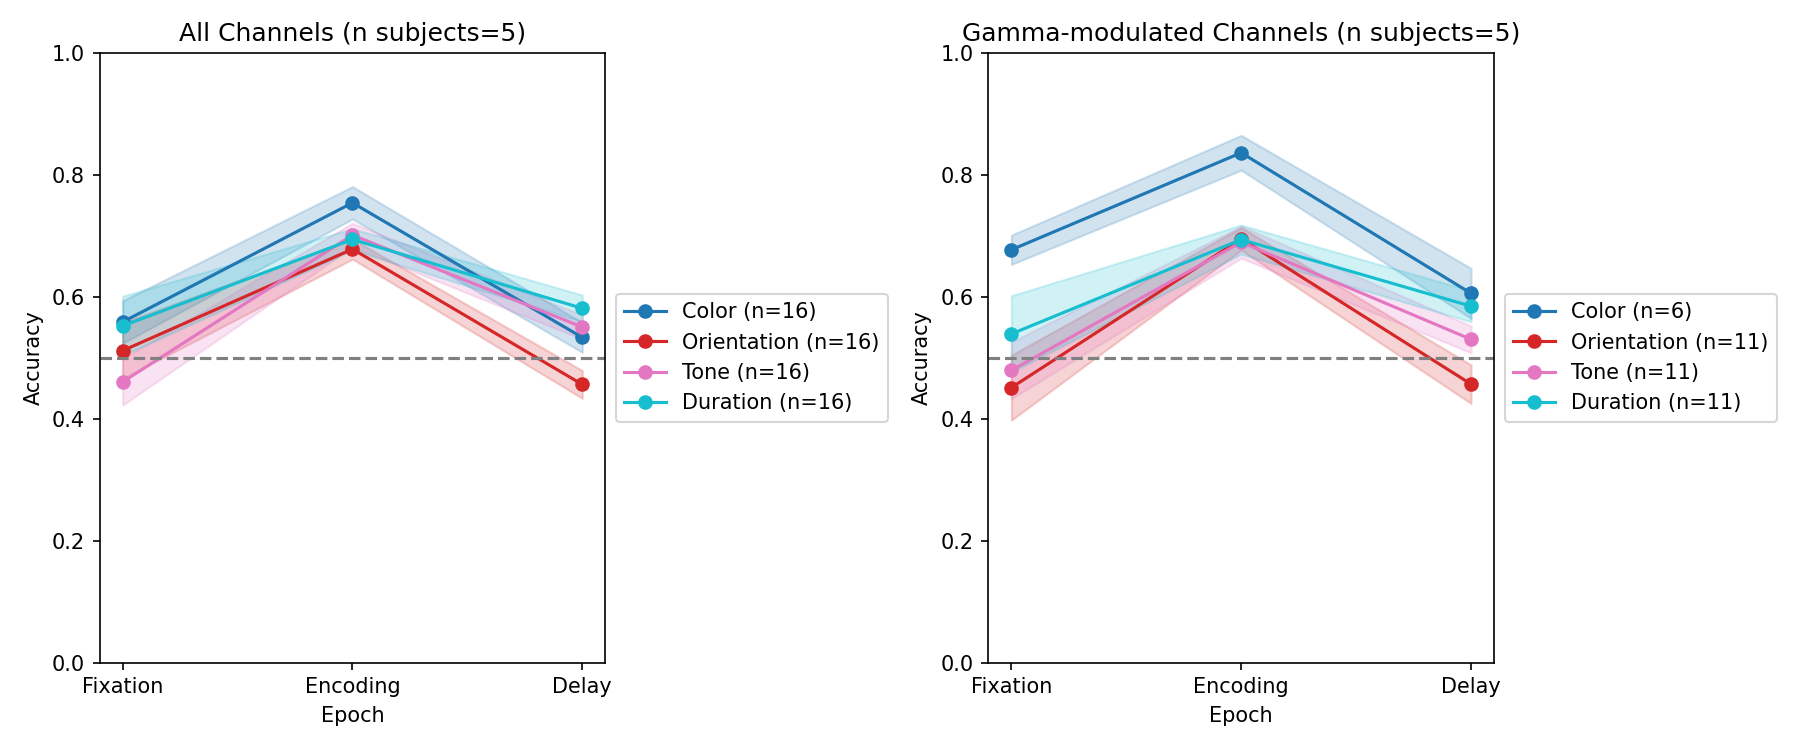 All Channels (n subjects=5)
1.0
0.8
0.6
0.4
0.2
0.0
Accuracy
Fixation
Encoding
Delay
Epoch
Color (n=16)
Orientation (n=16)
Tone (n=16)
Duration (n=16)
Gamma-modulated Channels (n subjects=5)
1.0
0.8
0.6
0.4
0.2
0.0
Accuracy
Fixation
Encoding
Delay
Epoch
Color (n=6)
Orientation (n=11)
Tone (n=11)
Duration (n=11)